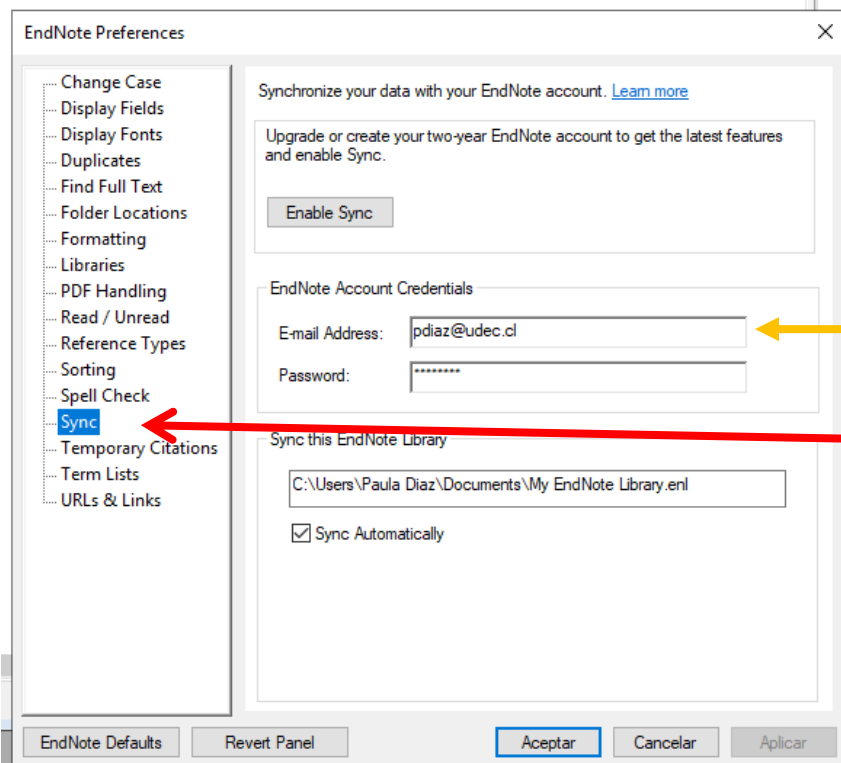 EndNote Preferences
Change Case
Display Fields
Display Fonts
Duplicates
Find Full Text
Folder Locations
Formatting
Libraries
PDF Handling
Read / Unread
Reference Types
Sorting
Spell Check
Sync
Temporary Citations
Term Lists
URLs & Links
Synchronize your data with your EndNote account. Learn more
Upgrade or create your two-year EndNote account to get the latest features
and enable Sync.
Enable Sync
EndNote Account Credentials
E-mail Address: pdiaz@udec.cl
Password: ********
Sync this EndNote Library
C:\Users\Paula Diaz\Documents\My EndNote Library.enl
Sync Automatically
EndNote Defaults Revert Panel Aceptar Cancelar Aplicar